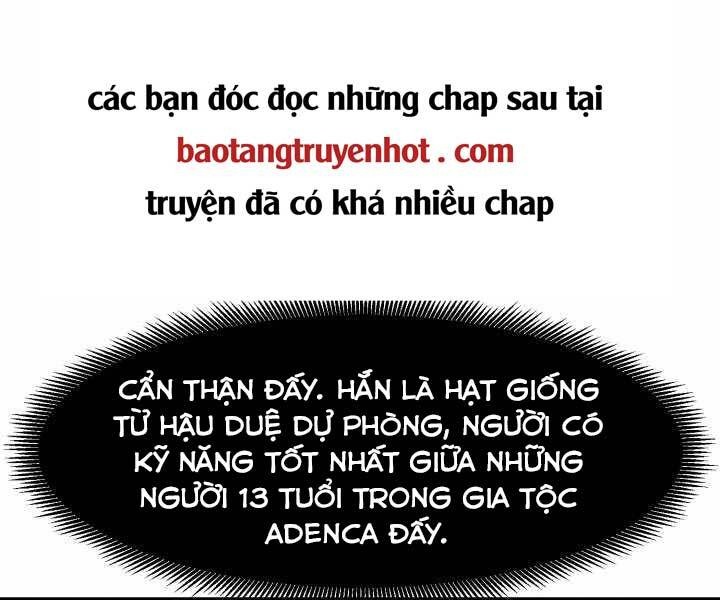 các bạn đóc đọc những chap sau tại
baotangtruyenhot . com
truyện đã có khá nhiều chap
CẨN THẬN ĐẤY. HẮN LÀ HẠT GIỐNG
TỪ HẬU DUỆ DỰ PHÒNG, NGƯỜI CÓ
KỸ NĂNG TỐT NHẤT GIỮA NHỮNG
NGƯỜI 13 TUỔI TRONG GIA TỘC
ADENCA ĐẤY.